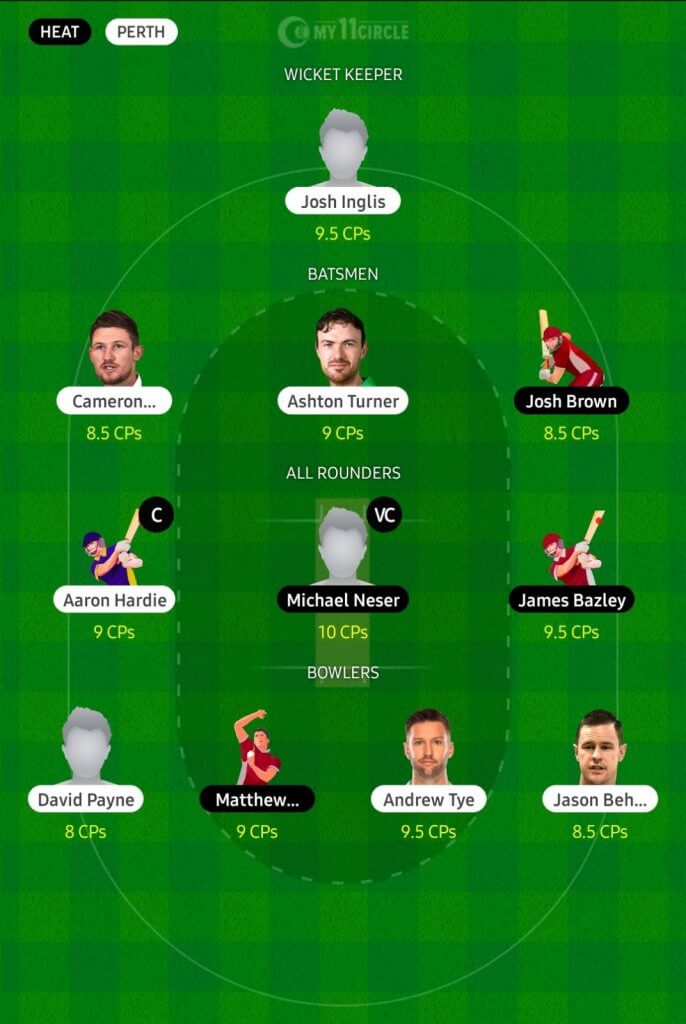 HEAT PERTH MY11CIRCLE
WICKET KEEPER
Josh Inglis
9.5 CPs
BATSMEN
Cameron... Ashton Turner Josh Brown
8.5 CPs 9 CPs 8.5 CPs
ALL ROUNDERS
C VC
Aaron Hardie Michael Neser James Bazley
9 CPs 10 CPs 9.5 CPs
BOWLERS
David Payne Matthew... Andrew Tye Jason Beh...
8 CPs 9 CPs 9.5 CPs 8.5 CPs